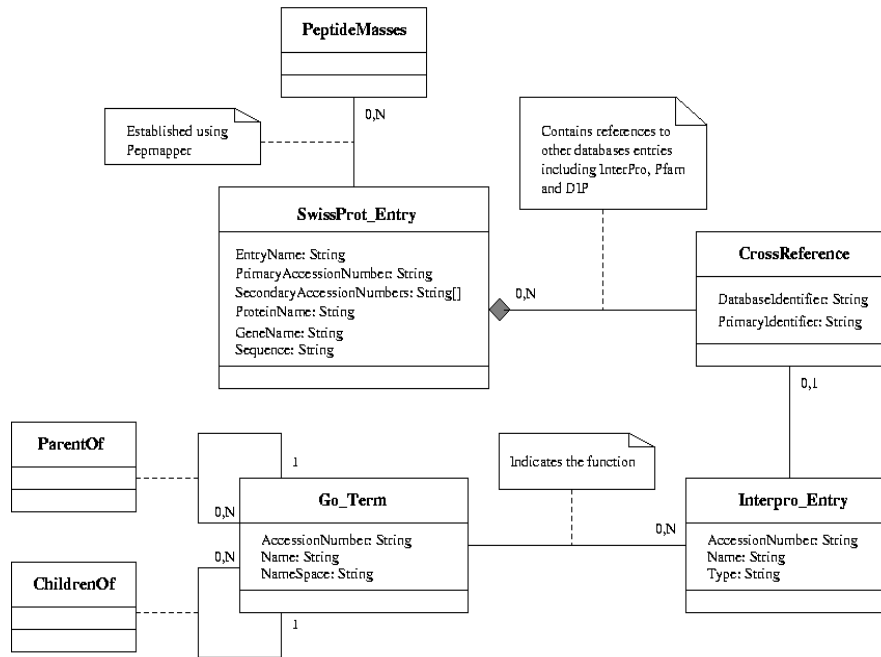 PeptideMasses
0,N
Established using
Pepmapper
Contains references to
other databases entries
including InterPro, Pfam
and DIP
SwissProt_Entry
EntryName: String
PrimaryAccessionNumber: String
SecondaryAccessionNumbers: String[]
ProteinName: String
GeneName: String
Sequence: String
0,N
CrossReference
DatabaseIdentifier: String
PrimaryIdentifier: String
0,1
ParentOf
1
0,N
Go_Term
AccessionNumber: String
Name: String
NameSpace: String
Indicates the function
0,N
Interpro_Entry
AccessionNumber: String
Name: String
Type: String
0,N
ChildrenOf
1